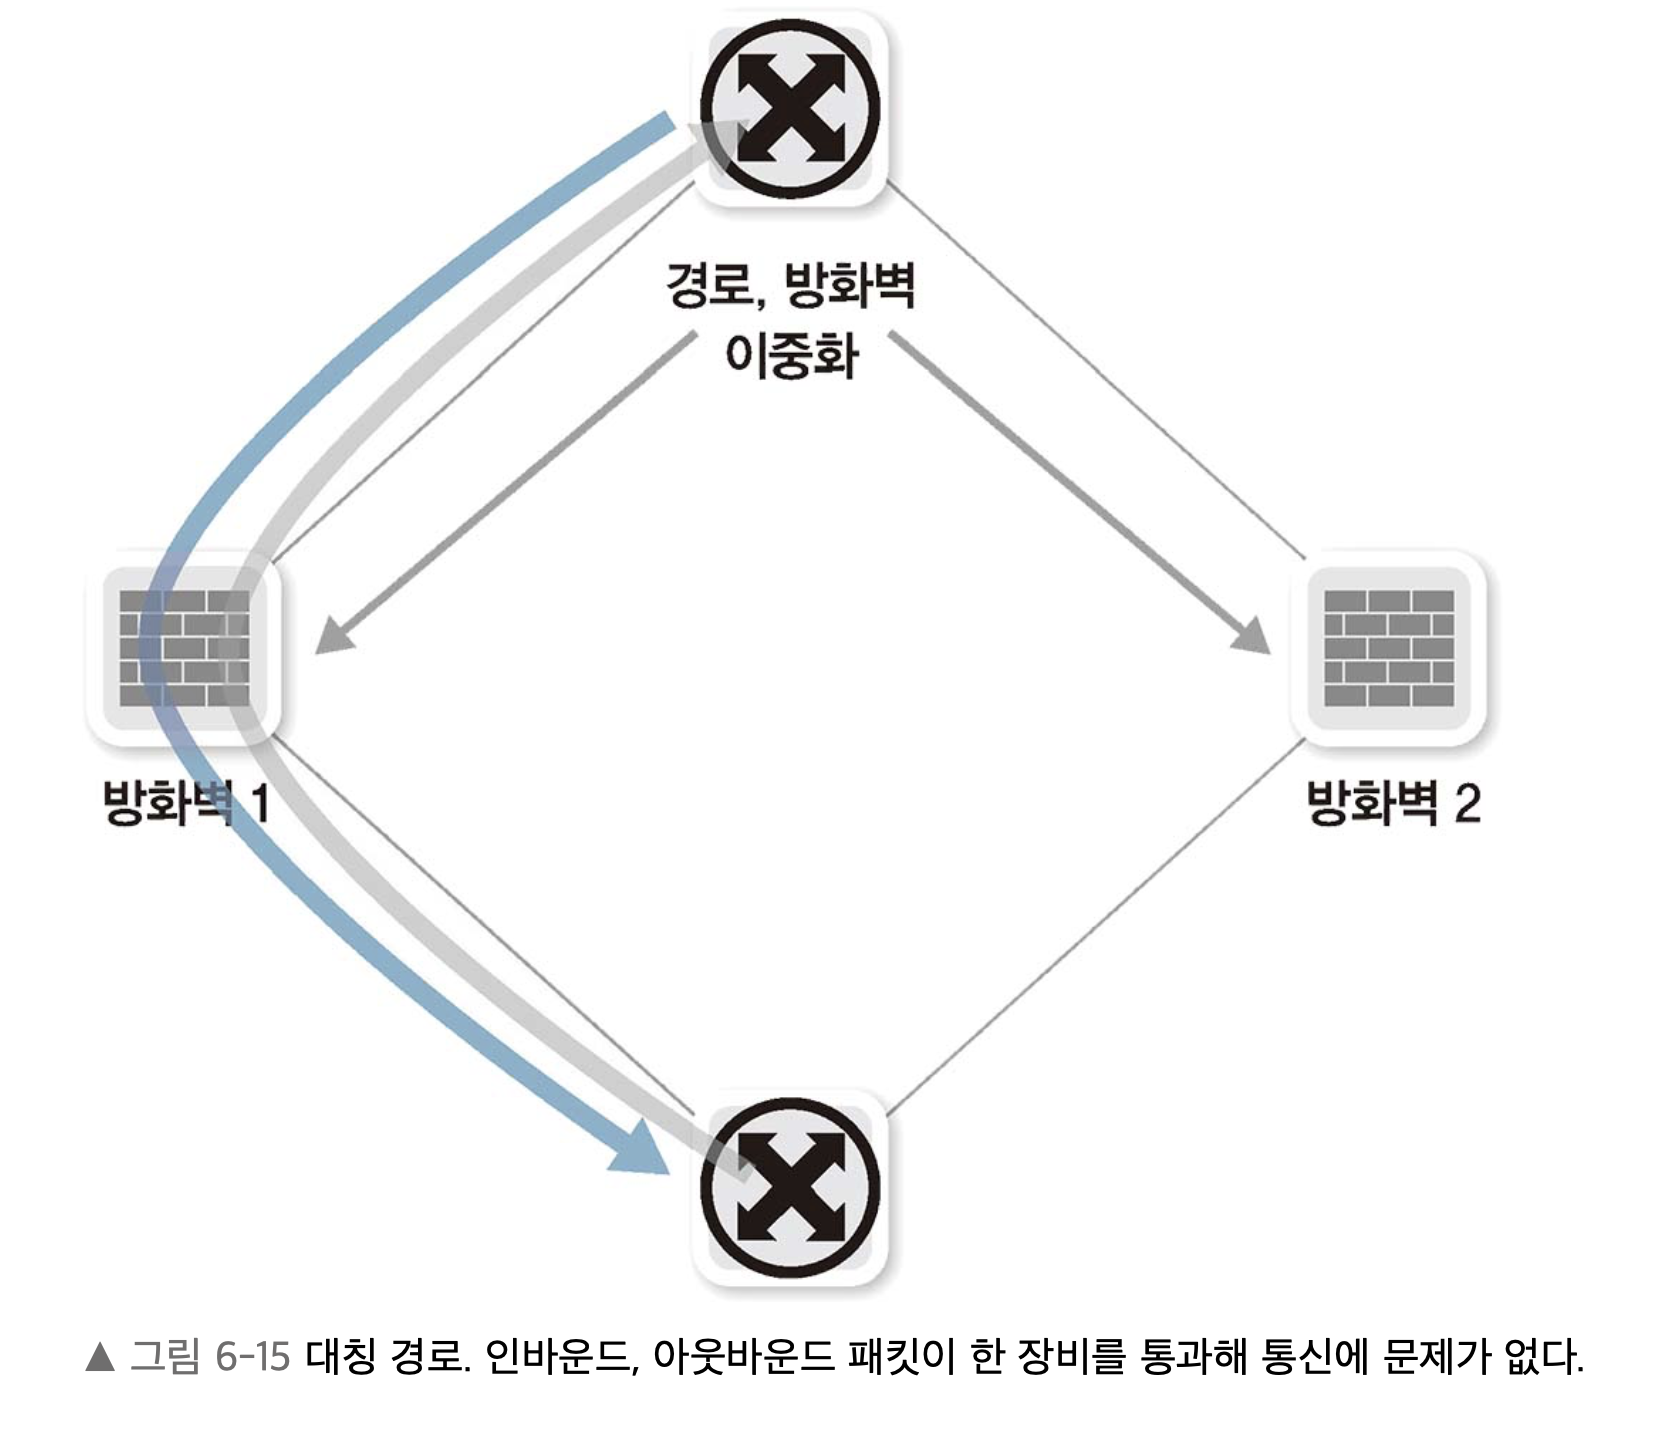 경로, 방화벽
이중화
방화벽 1
방화벽 2
▲ 그림 6-15 대칭 경로. 인바운드, 아웃바운드 패킷이 한 장비를 통과해 통신에 문제가 없다.